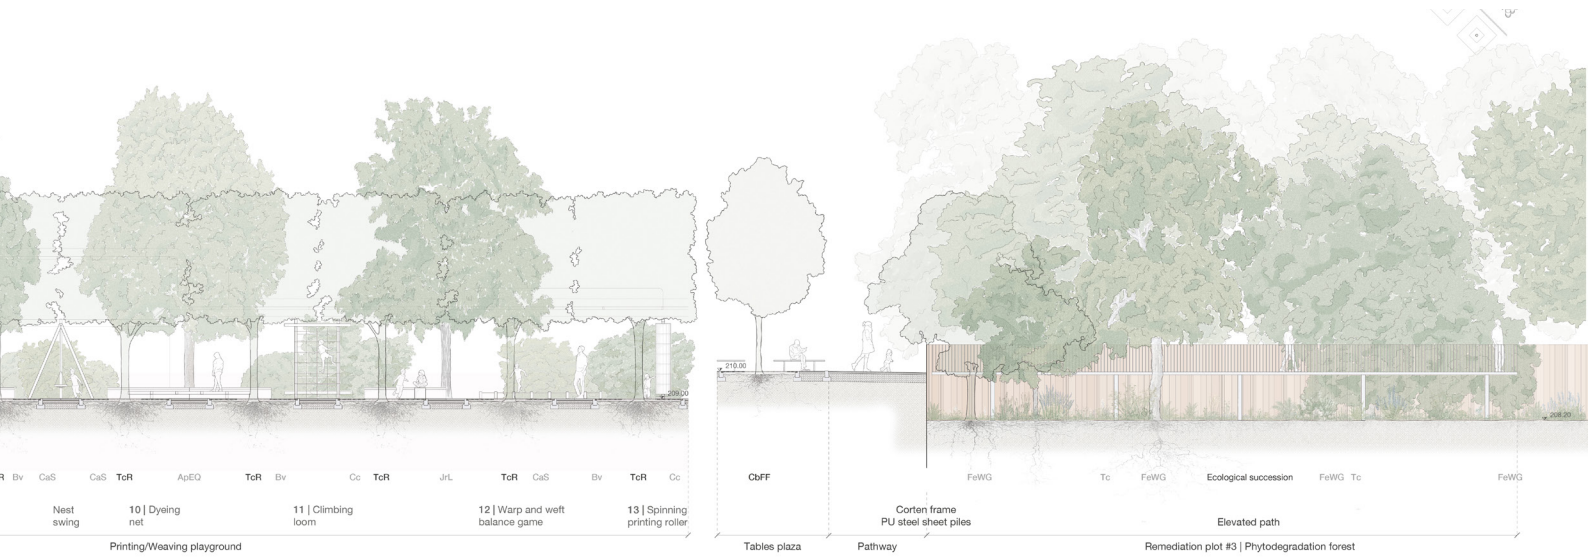 210.00
209.00
208.20
R Bv CaS CaS TcR ApEQ TcR Bv Cc TcR JrL TcR CaS Bv TcR Cc CbFF FeWG Tc FeWG Ecological succession FeWG Tc FeWG
Nest
swing
10 | Dyeing
net
11 | Climbing
loom
12 | Warp and weft
balance game
13 | Spinning
printing roller
Corten frame
PU steel sheet piles
Elevated path
Printing/Weaving playground
Tables plaza
Pathway
Remediation plot #3 | Phytodegradation forest